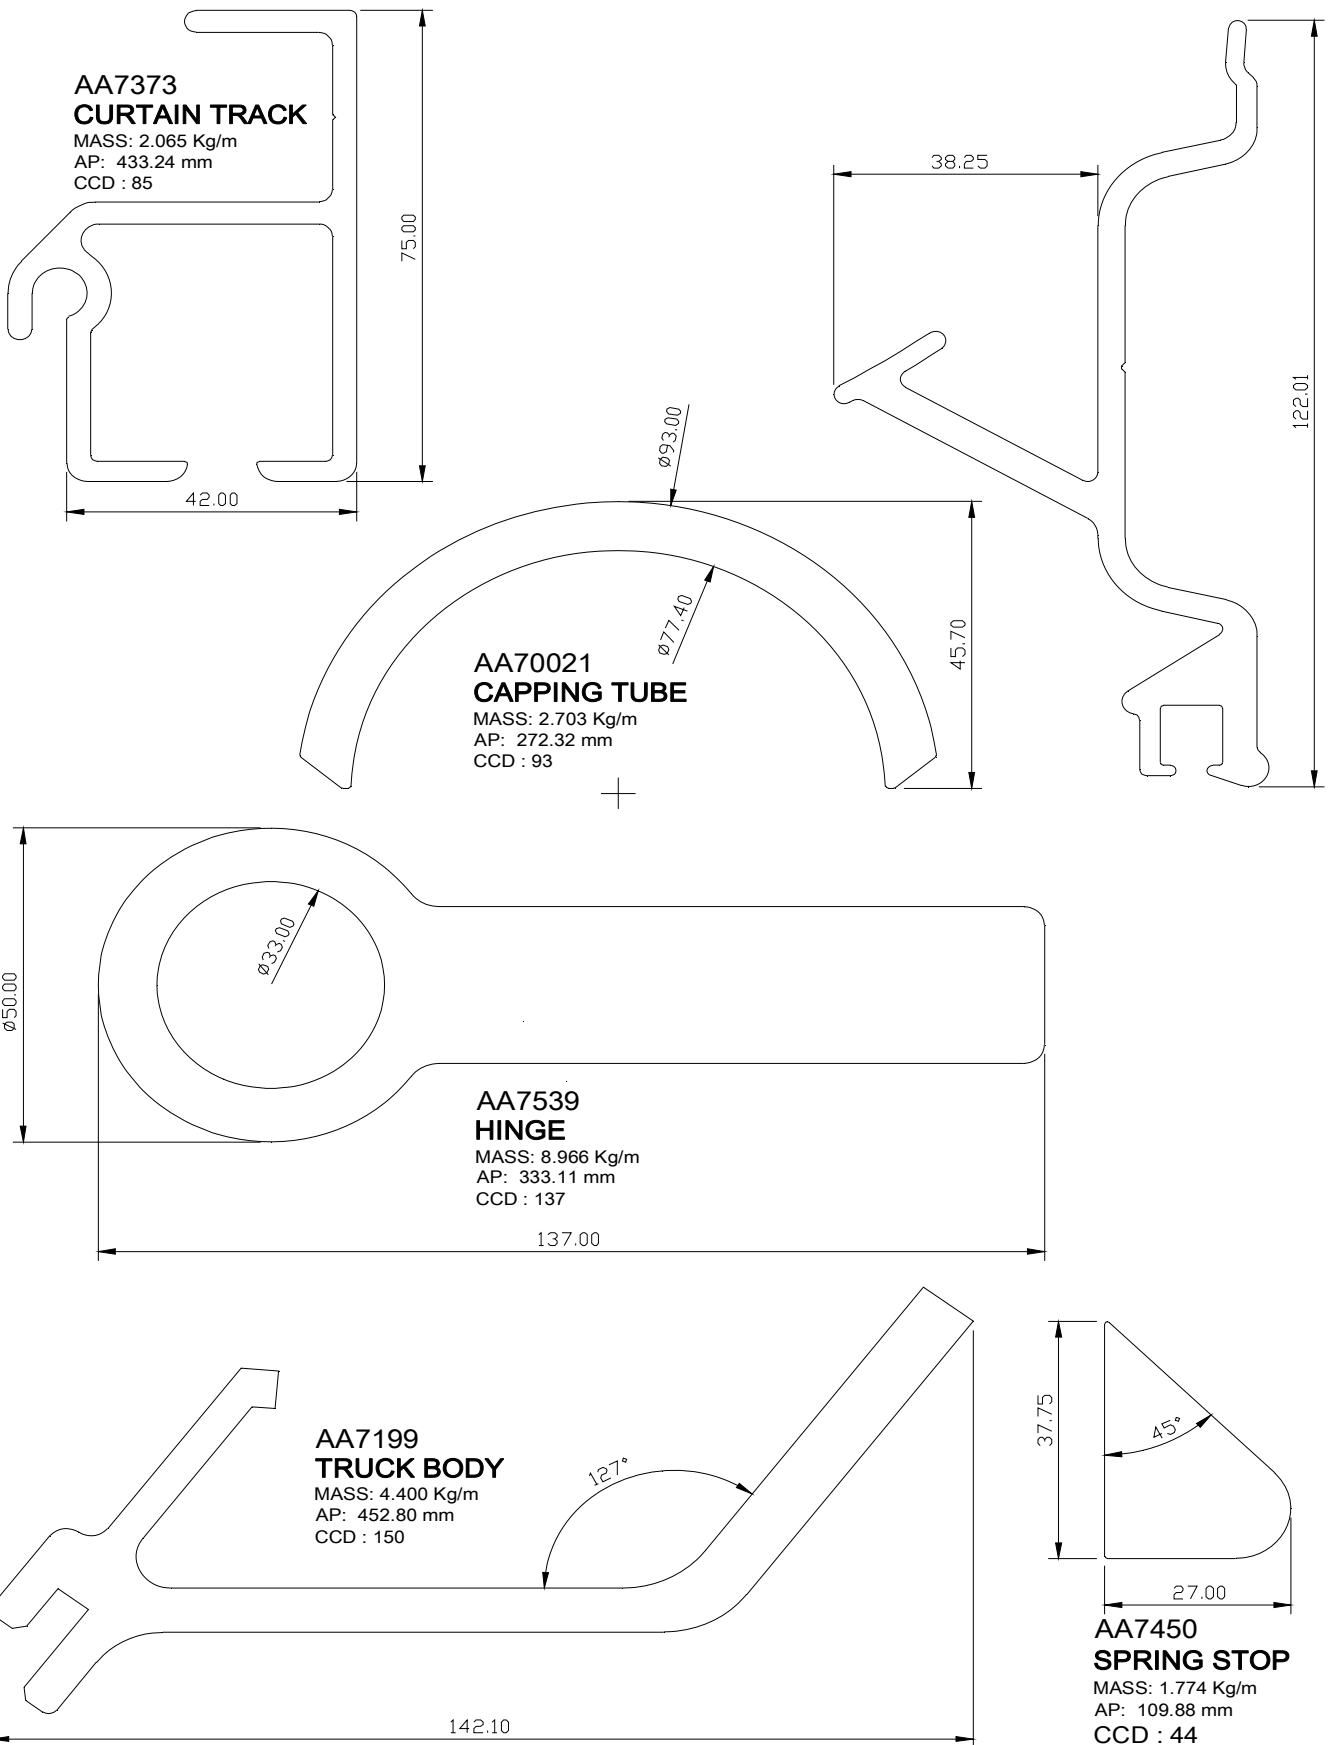 AA7373
CURTAIN TRACK
MASS: 2.065 Kg/m
AP:  433.24 mm
CCD : 85
75.00
42.00
38.25
122.01
ø93.00
ø77.40
45.70
AA70021
CAPPING TUBE
MASS: 2.703 Kg/m
AP:  272.32 mm
CCD : 93
ø50.00
ø33.00
AA7539
HINGE
MASS: 8.966 Kg/m
AP:  333.11 mm
CCD : 137
137.00
AA7199
TRUCK BODY
MASS: 4.400 Kg/m
AP:  452.80 mm
CCD : 150
127°
142.10
37.75
45°
27.00
AA7450
SPRING STOP
MASS: 1.774 Kg/m
AP:  109.88 mm
CCD : 44